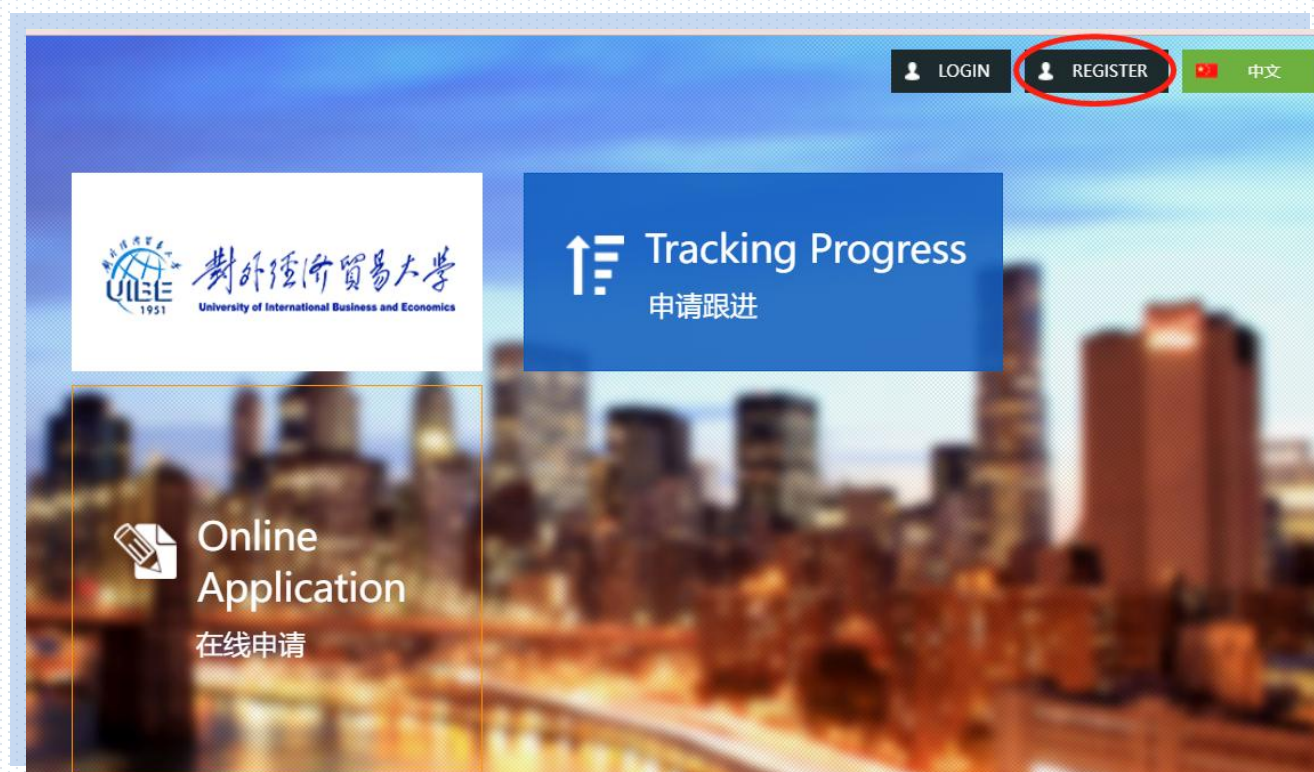 LOGIN
REGISTER
中文
對外經濟貿易大學
University of International Business and Economics
UIBE
1951
Tracking Progress
申请跟进
Online
Application
在线申请